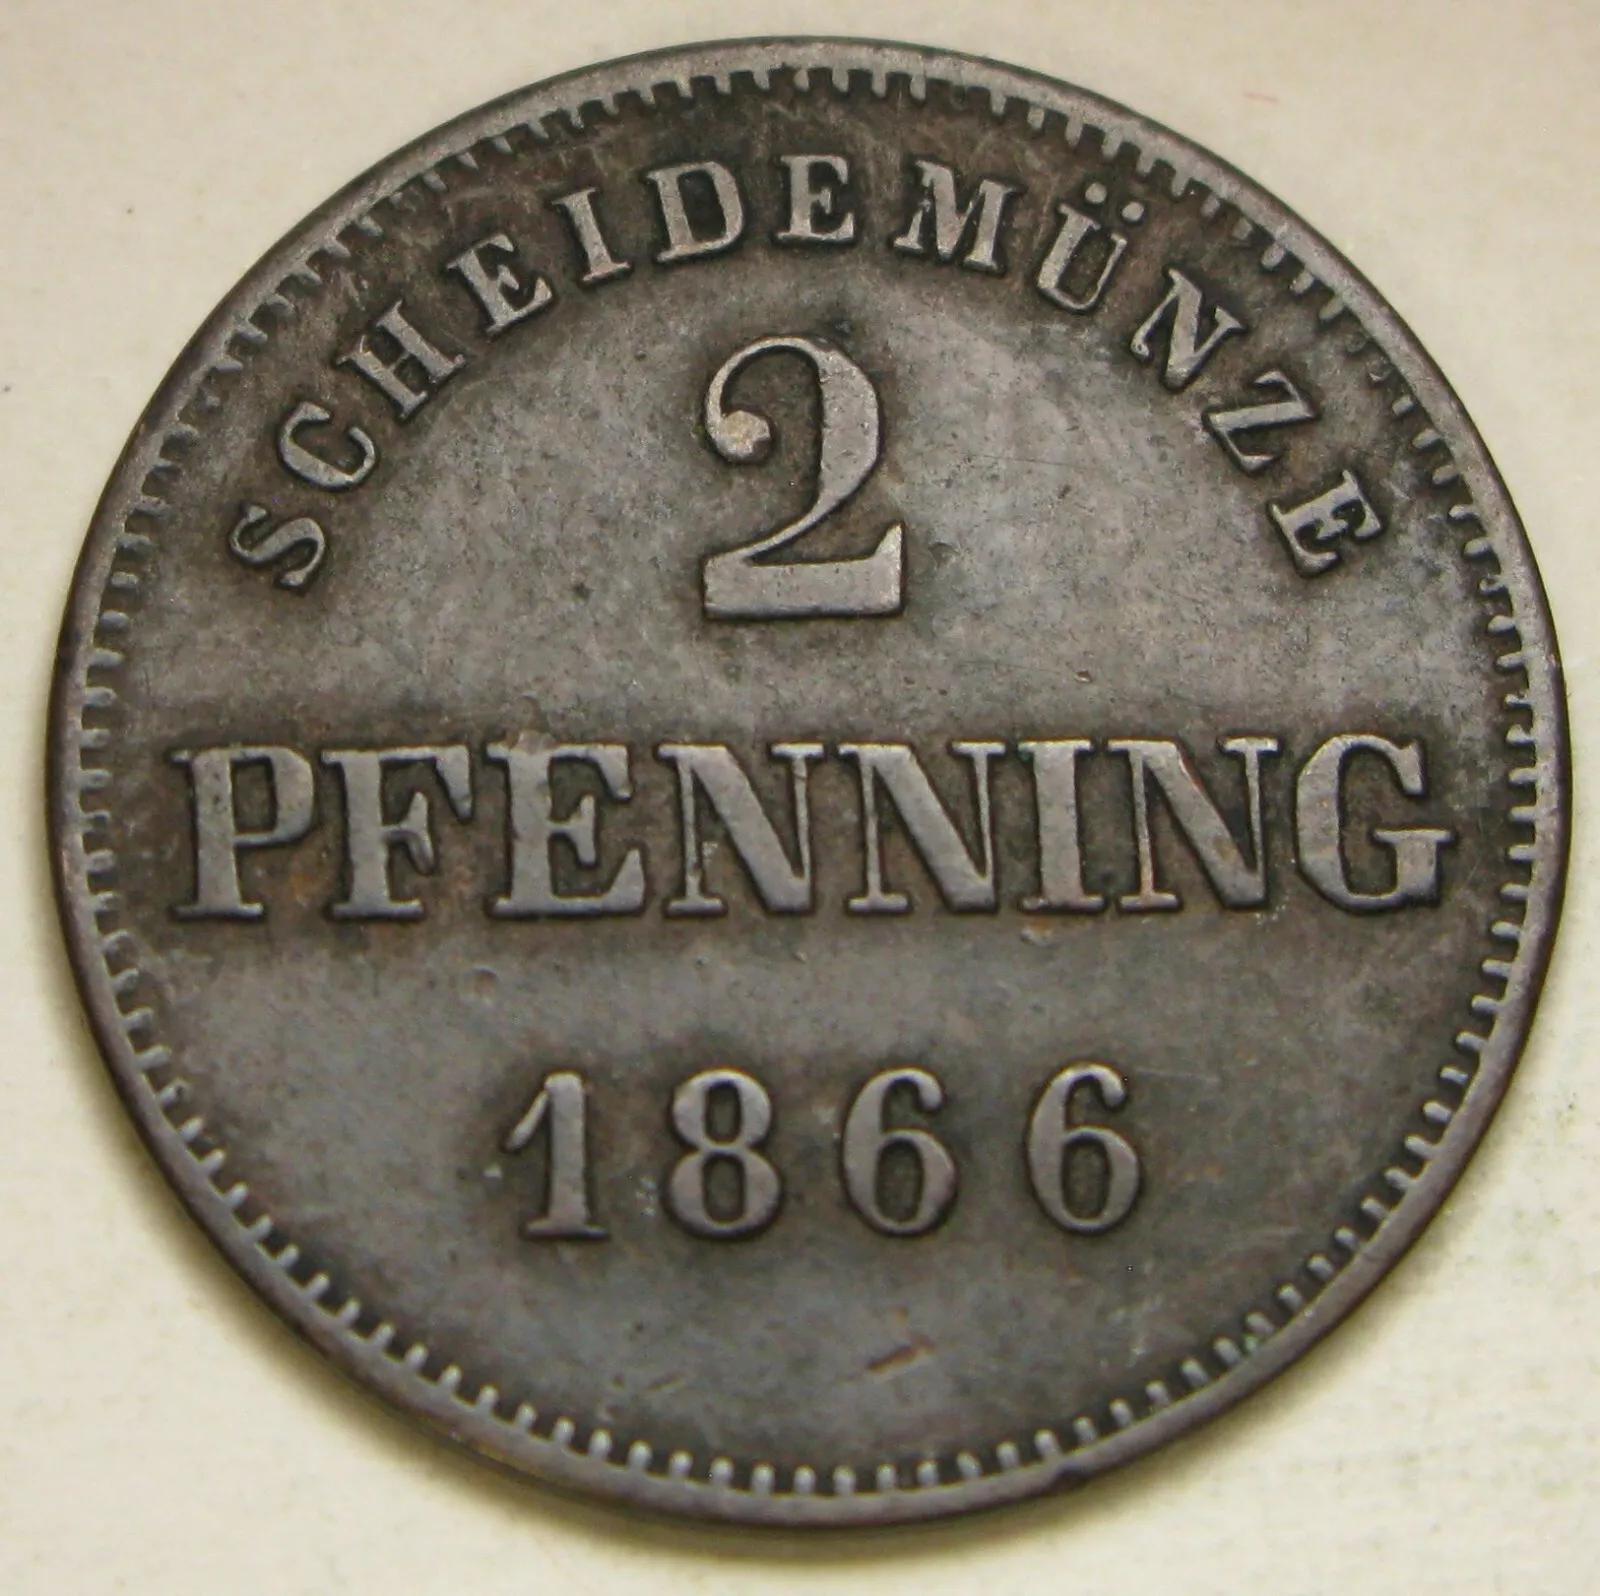 SCHEIDEMÜNZE
2
PFENNING
1866